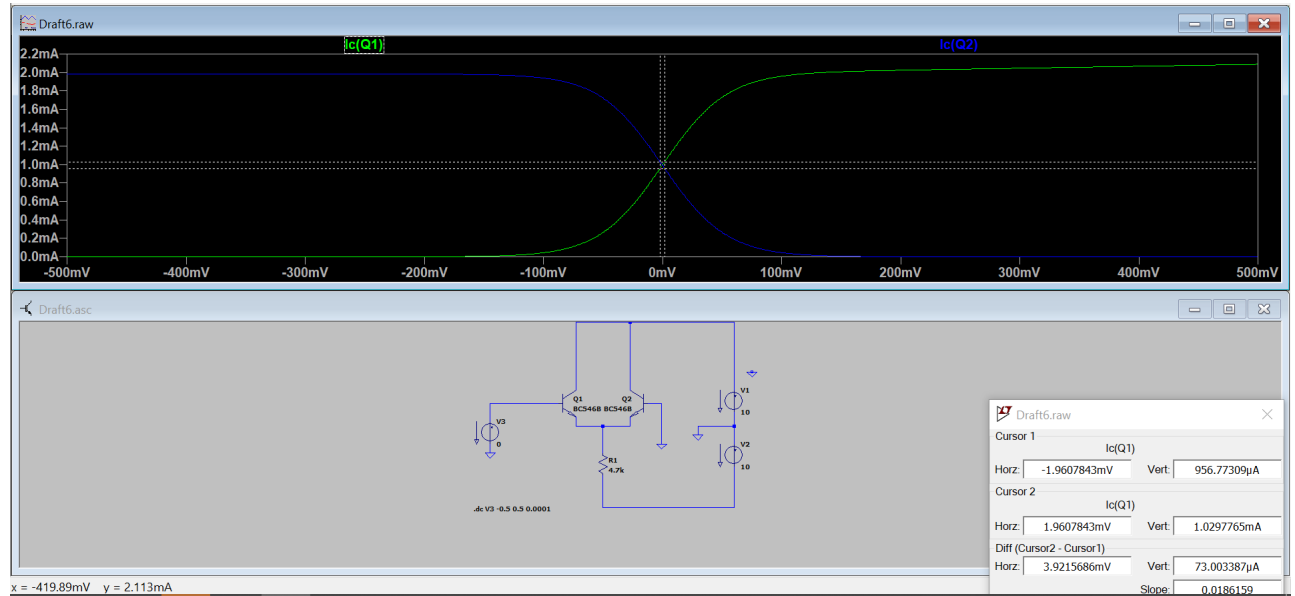 Draft6.raw
Ic(Q1) Ic(Q2)
2.2mA
2.0mA
1.8mA
1.6mA
1.4mA
1.2mA
1.0mA
0.8mA
0.6mA
0.4mA
0.2mA
0.0mA
-500mV -400mV -300mV -200mV -100mV 0mV 100mV 200mV 300mV 400mV 500mV
Draft6.asc
Q1 Q2
BC546B BC546B
V1
10
V3
0
V2
10
R1
4.7k
.dc V3 -0.5 0.5 0.0001
Draft6.raw
Cursor 1
Ic(Q1)
Horz: -1.9607843mV Vert: 956.77309µA
Cursor 2
Ic(Q1)
Horz: 1.9607843mV Vert: 1.0297765mA
Diff (Cursor2 - Cursor1)
Horz: 3.9215686mV Vert: 73.003387µA
Slope: 0.0186159
x = -419.89mV y = 2.113mA